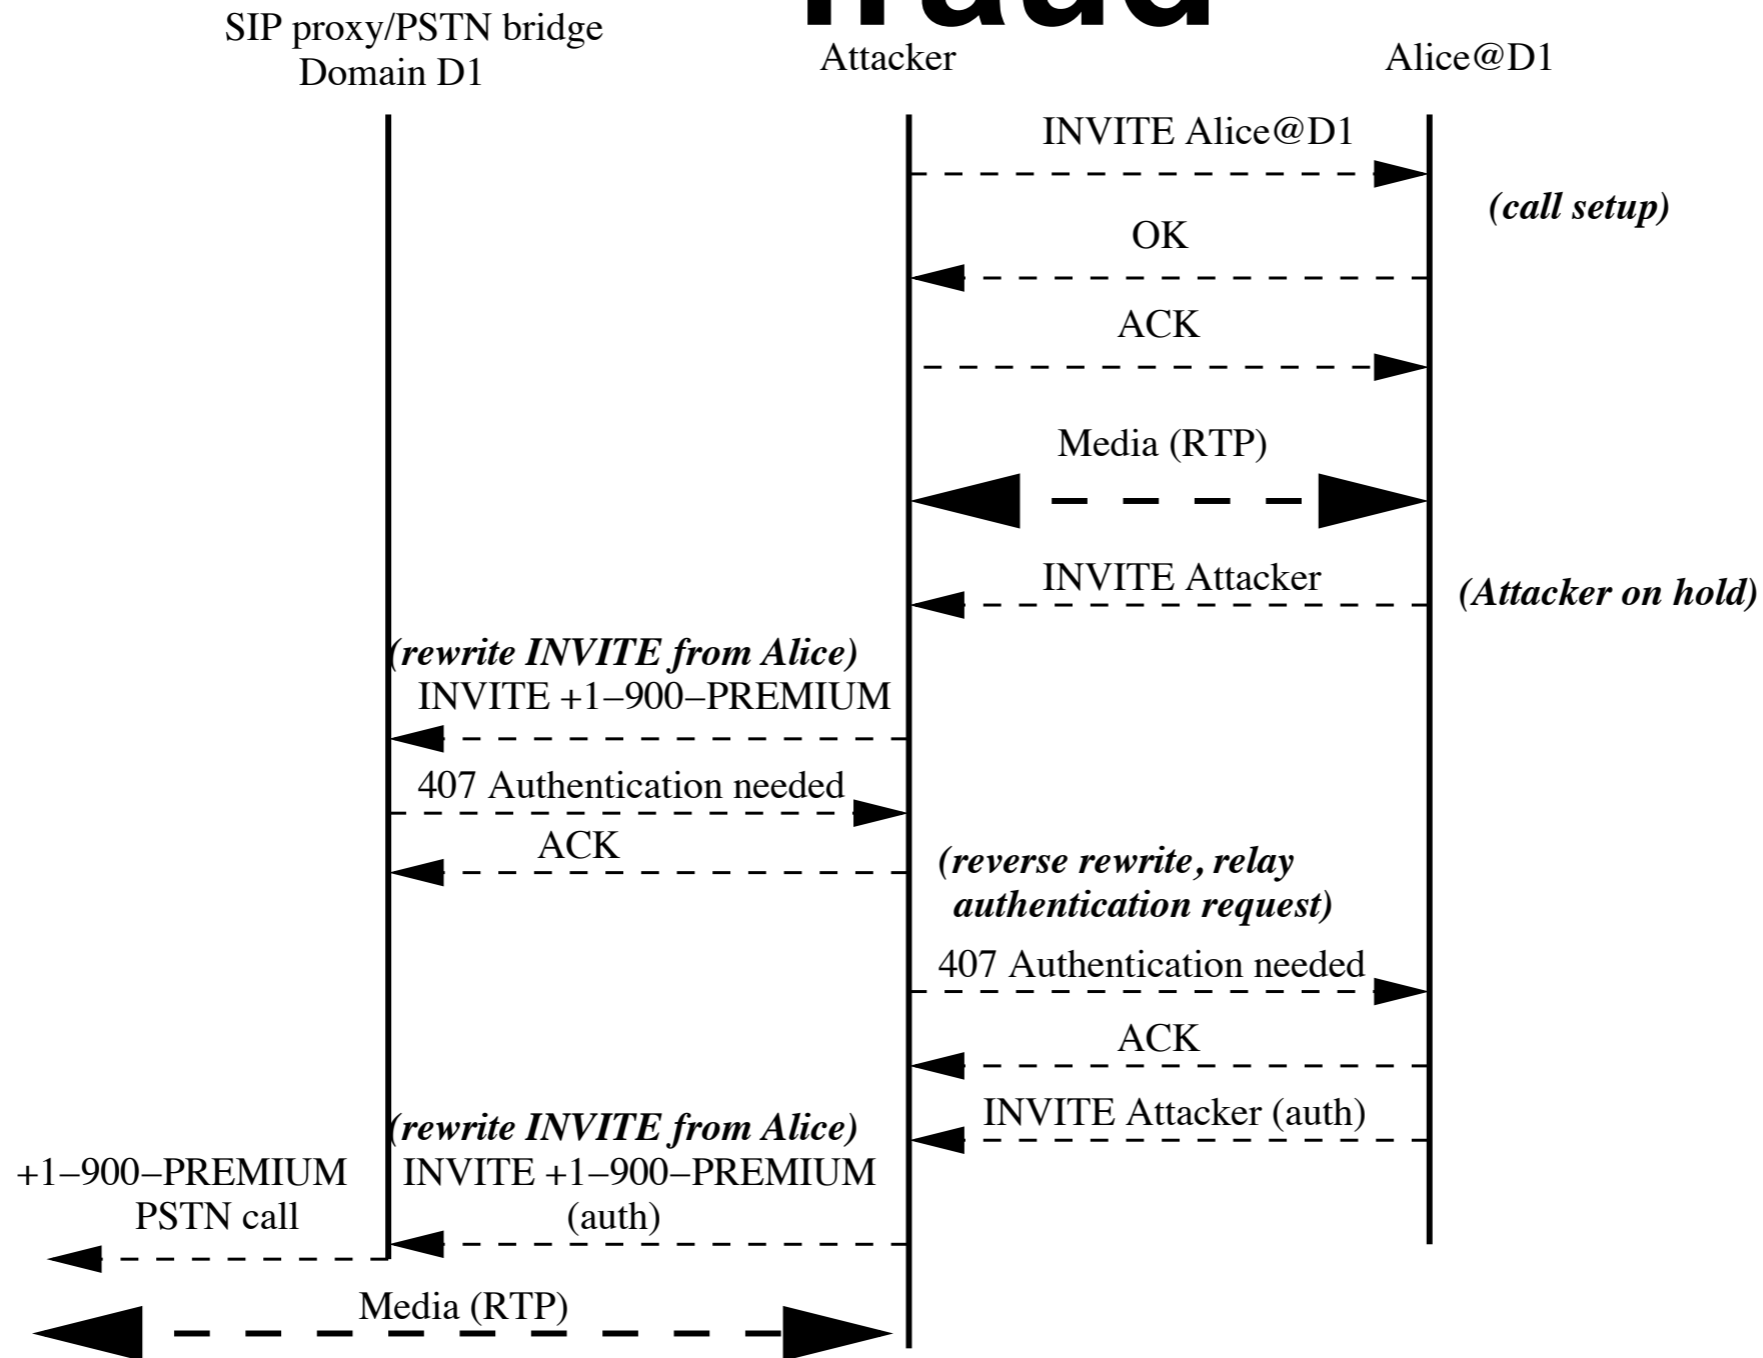 fraud
SIP proxy/PSTN bridge
Domain D1
Attacker
Alice@D1
INVITE Alice@D1
(call setup)
OK
ACK
Media (RTP)
INVITE Attacker
(Attacker on hold)
(rewrite INVITE from Alice)
INVITE +1–900–PREMIUM
407 Authentication needed
ACK
(reverse rewrite, relay
authentication request)
407 Authentication needed
ACK
INVITE Attacker (auth)
(rewrite INVITE from Alice)
INVITE +1–900–PREMIUM
(auth)
+1–900–PREMIUM
PSTN call
Media (RTP)